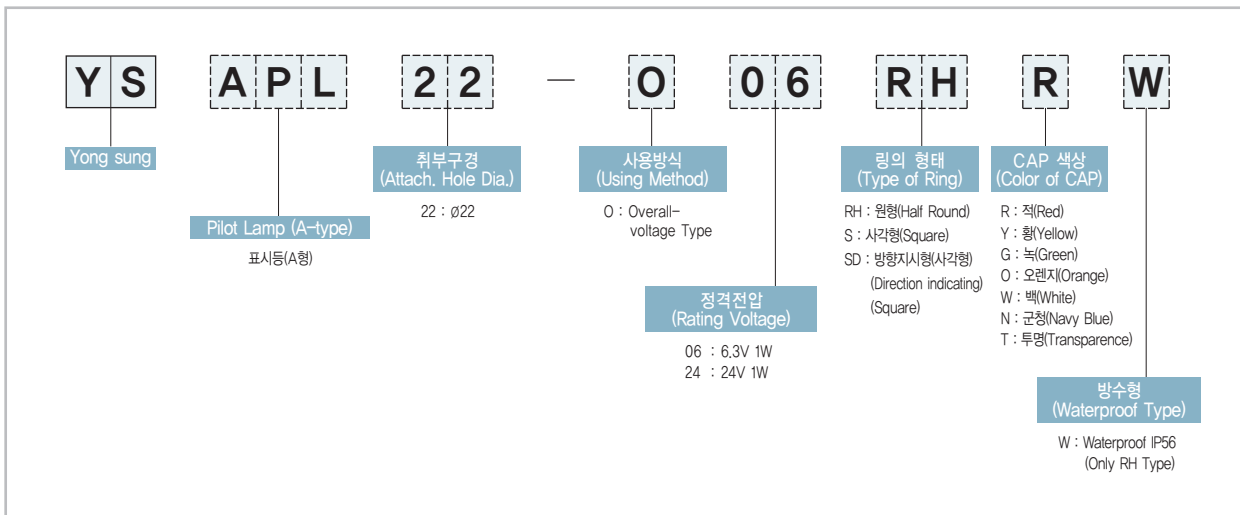 YS APL 22 — O 06 RH R W
Yong sung
Pilot Lamp (A-type)
표시등(A형)
취부구경
(Attach. Hole Dia.)
22 : Ø22
사용방식
(Using Method)
O : Overall-
voltage Type
정격전압
(Rating Voltage)
06 : 6.3V 1W
24 : 24V 1W
링의 형태
(Type of Ring)
RH : 원형(Half Round)
S : 사각형(Square)
SD : 방향지시형(사각형)
(Direction indicating)
(Square)
CAP 색상
(Color of CAP)
R : 적(Red)
Y : 황(Yellow)
G : 녹(Green)
O : 오렌지(Orange)
W : 백(White)
N : 군청(Navy Blue)
T : 투명(Transparence)
방수형
(Waterproof Type)
W : Waterproof IP56
(Only RH Type)